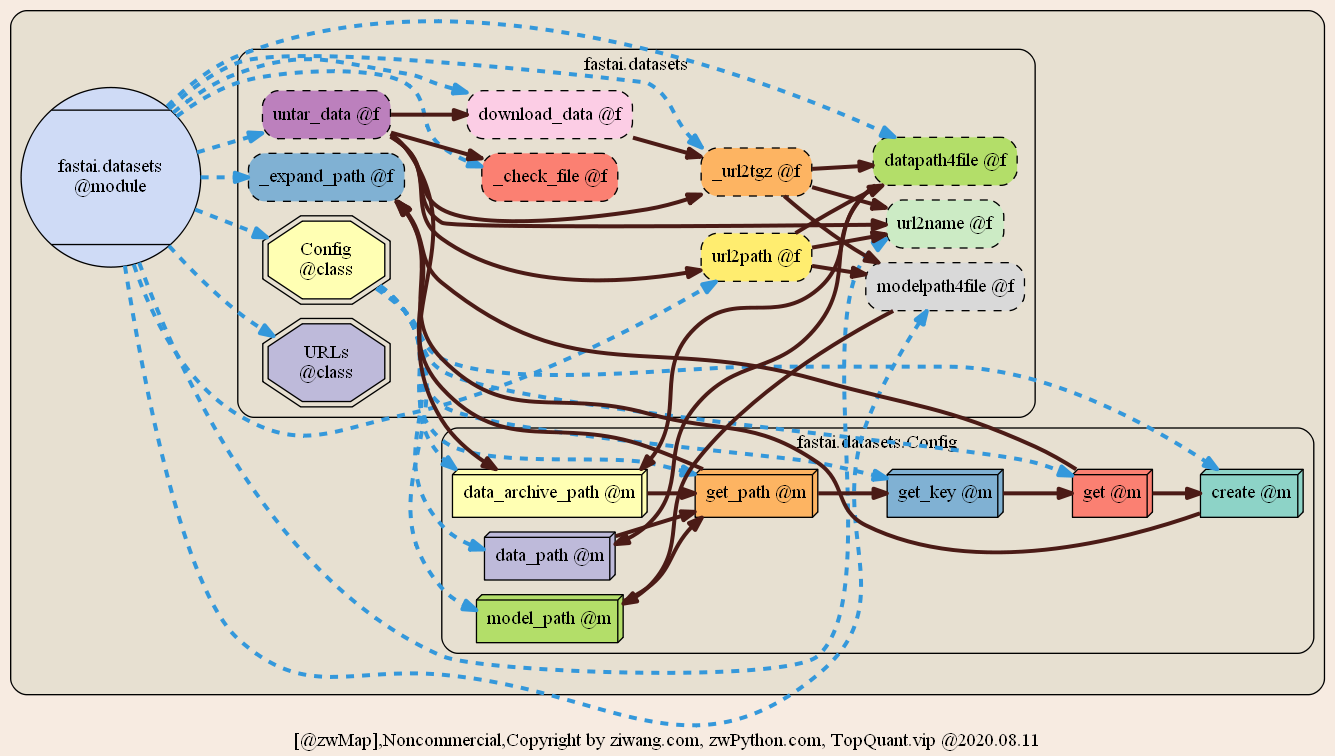 fastai.datasets
fastai.datasets
@module
untar_data @f
download_data @f
_expand_path @f
_check_file @f
_url2tgz @f
datapath4file @f
url2name @f
url2path @f
modelpath4file @f
Config
@class
URLs
@class
fastai.datasets.Config
data_archive_path @m
get_path @m
get_key @m
get @m
create @m
data_path @m
model_path @m
[@zwMap],Noncommercial,Copyright by ziwang.com, zwPython.com, TopQuant.vip @2020.08.11